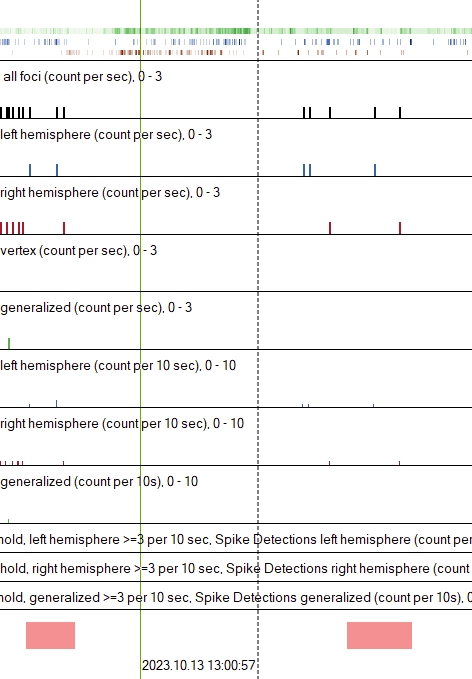 all foci (count per sec), 0 - 3
left hemisphere (count per sec), 0 - 3
right hemisphere (count per sec), 0 - 3
vertex (count per sec), 0 - 3
generalized (count per sec), 0 - 3
left hemisphere (count per 10 sec), 0 - 10
right hemisphere (count per 10 sec), 0 - 10
generalized (count per 10s), 0 - 10
hold, left hemisphere >=3 per 10 sec, Spike Detections left hemisphere (count per
hold, right hemisphere >=3 per 10 sec, Spike Detections right hemisphere (count
hold, generalized >=3 per 10 sec, Spike Detections generalized (count per 10s), 0
2023.10.13 13:00:57